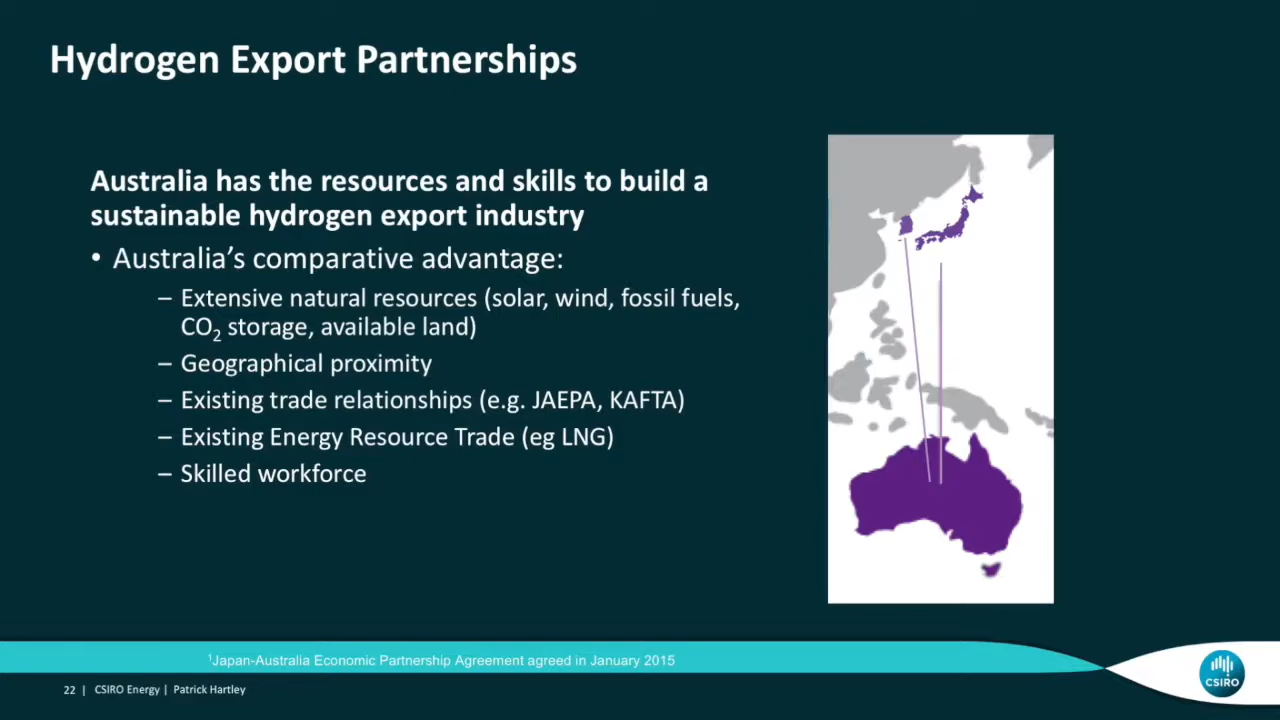 Hydrogen Export Partnerships
Australia has the resources and skills to build a
sustainable hydrogen export industry
• Australia’s comparative advantage:
– Extensive natural resources (solar, wind, fossil fuels,
CO₂ storage, available land)
– Geographical proximity
– Existing trade relationships (e.g. JAEPA, KAFTA)
– Existing Energy Resource Trade (eg LNG)
– Skilled workforce
¹Japan-Australia Economic Partnership Agreement agreed in January 2015
22 | CSIRO Energy | Patrick Hartley
CSIRO